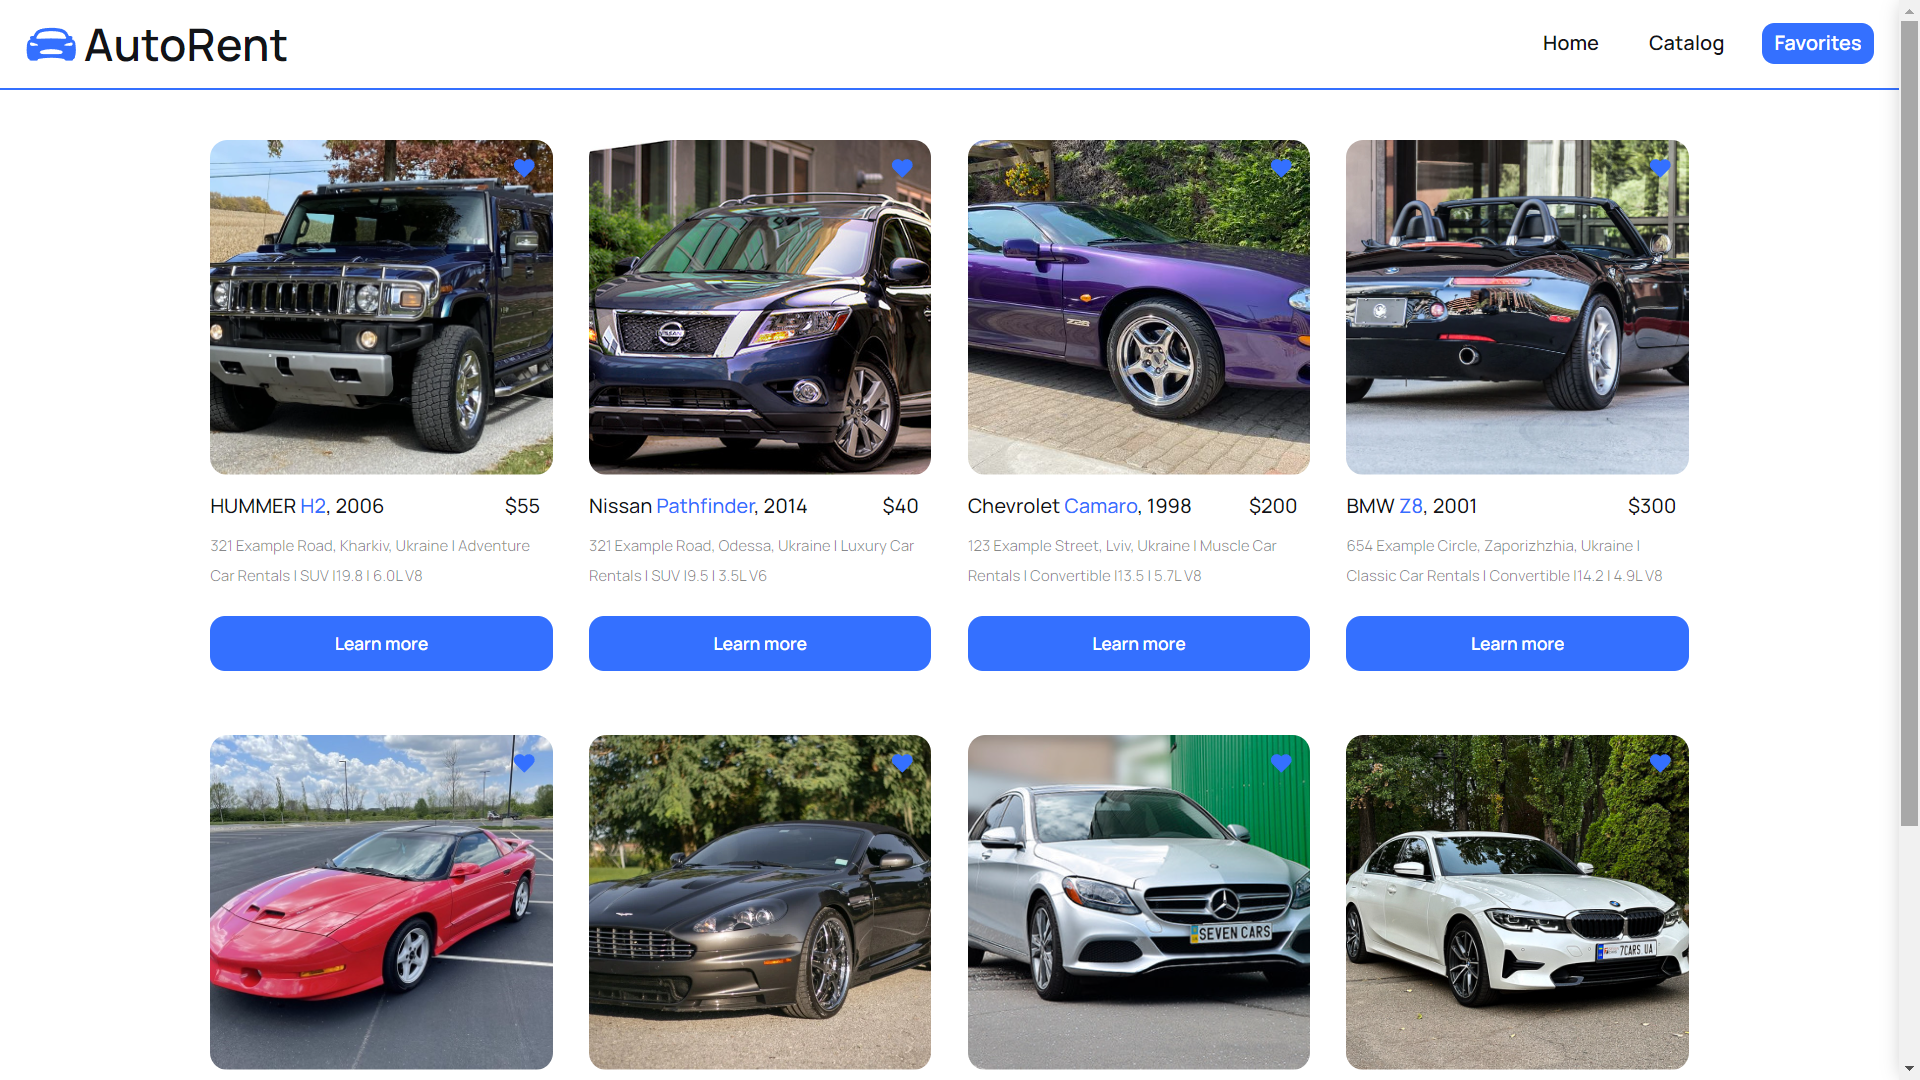 AutoRent
Home
Catalog
Favorites
HUMMER H2, 2006
$55
321 Example Road, Kharkiv, Ukraine | Adventure
Car Rentals | SUV |19.8 | 6.0L V8
Learn more
Nissan Pathfinder, 2014
$40
321 Example Road, Odessa, Ukraine | Luxury Car
Rentals | SUV |9.5 | 3.5L V6
Learn more
Chevrolet Camaro, 1998
$200
123 Example Street, Lviv, Ukraine | Muscle Car
Rentals | Convertible |13.5 | 5.7L V8
Learn more
BMW Z8, 2001
$300
654 Example Circle, Zaporizhzhia, Ukraine |
Classic Car Rentals | Convertible |14.2 | 4.9L V8
Learn more
NISSAN
Z28
SEVEN CARS
7CARS UA